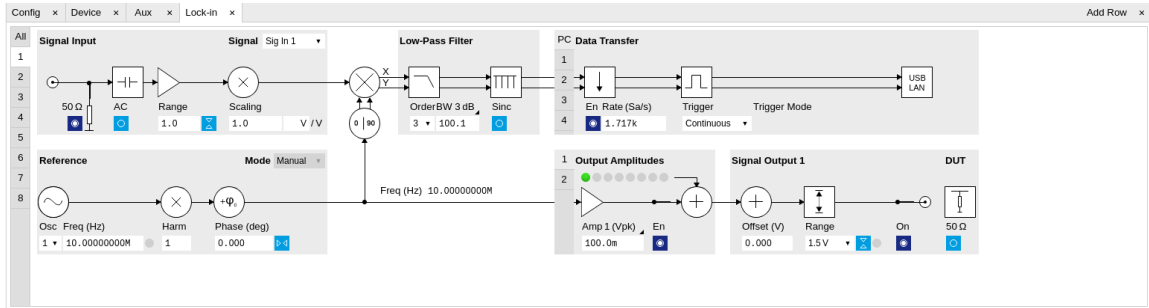 Config × Device × Aux × Lock-in × Add Row ×
All
1
2
3
4
5
6
7
8
Signal Input Signal Sig In 1
50 Ω AC Range Scaling
1.0 1.0 V / V
X
Y
0 90
Low-Pass Filter
Order BW 3 dB Sinc
3 100.1
PC
1
2
3
4
Data Transfer
USB
LAN
En Rate (Sa/s) Trigger Trigger Mode
1.717k Continuous
Reference Mode Manual
+φ₀
Osc Freq (Hz) Harm Phase (deg)
1 10.00000000M 1 0.000
Freq (Hz) 10.00000000M
1
2
Output Amplitudes
Amp 1 (Vpk) En
100.0m
Signal Output 1 DUT
Offset (V) Range On 50 Ω
0.000 1.5 V